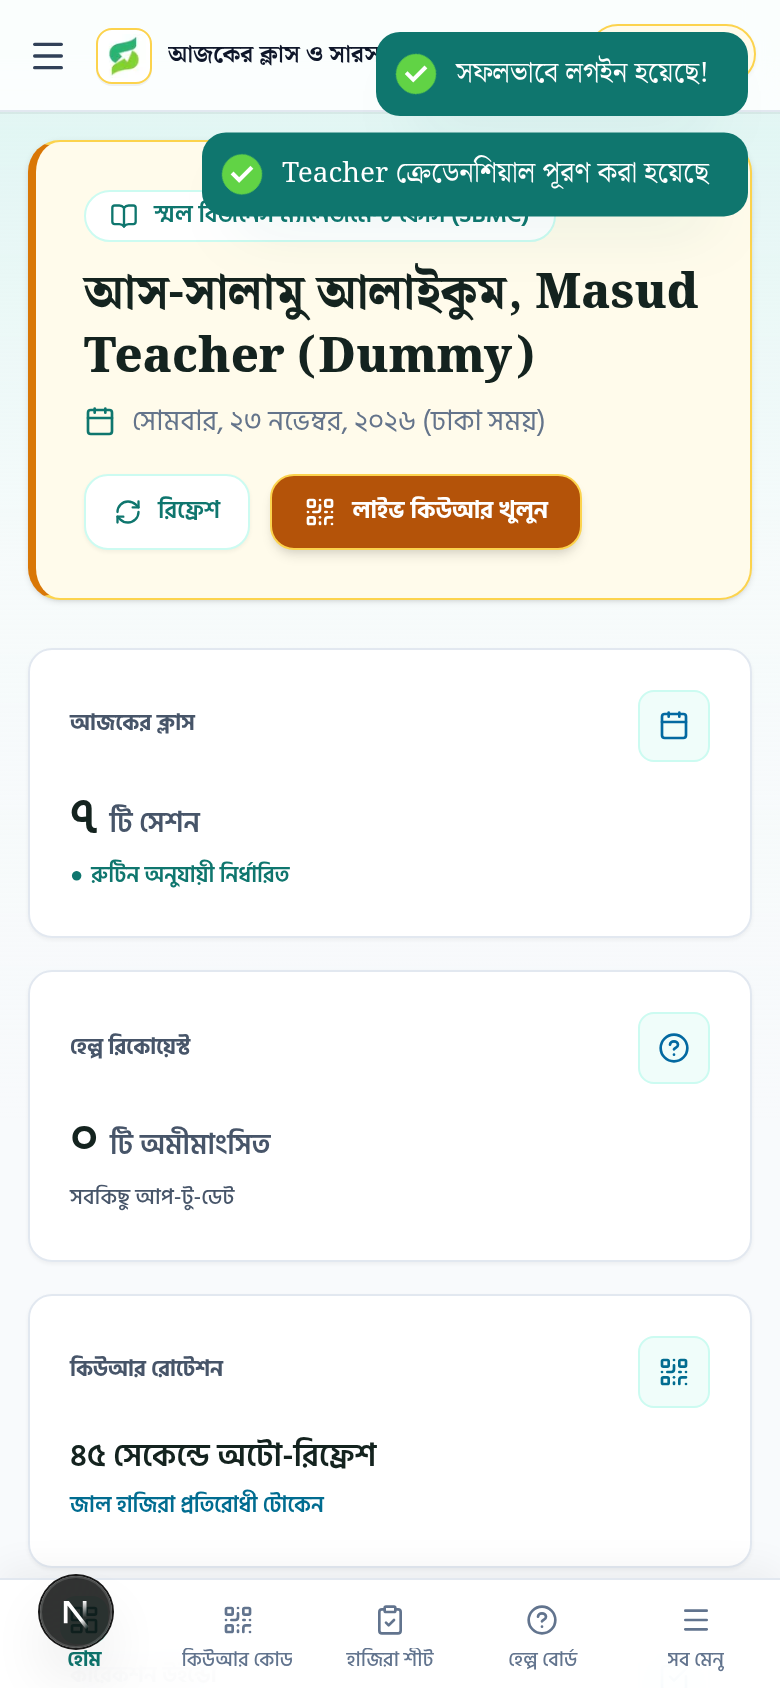 আজকের ক্লাস ও
সফলভাবে লগইন হয়েছে!
Teacher ক্রেডেনশিয়াল পূরণ করা হয়েছে
স্মল
আস-সালামু আলাইকুম, Masud
Teacher (Dummy)
সোমবার, ২৩ নভেম্বর, ২০২৬ (ঢাকা সময়)
রিফ্রেশ
লাইভ কিউআর খুলুন
আজকের ক্লাস
৭ টি সেশন
● রুটিন অনুযায়ী নির্ধারিত
হেল্প রিকোয়েস্ট
০ টি অমীমাংসিত
সবকিছু আপ-টু-ডেট
কিউআর রোটেশন
৪৫ সেকেন্ডে অটো-রিফ্রেশ
জাল হাজিরা প্রতিরোধী টোকেন
N
হোম
কিউআর কোড
হাজিরা শীট
হেল্প বোর্ড
সব মেনু